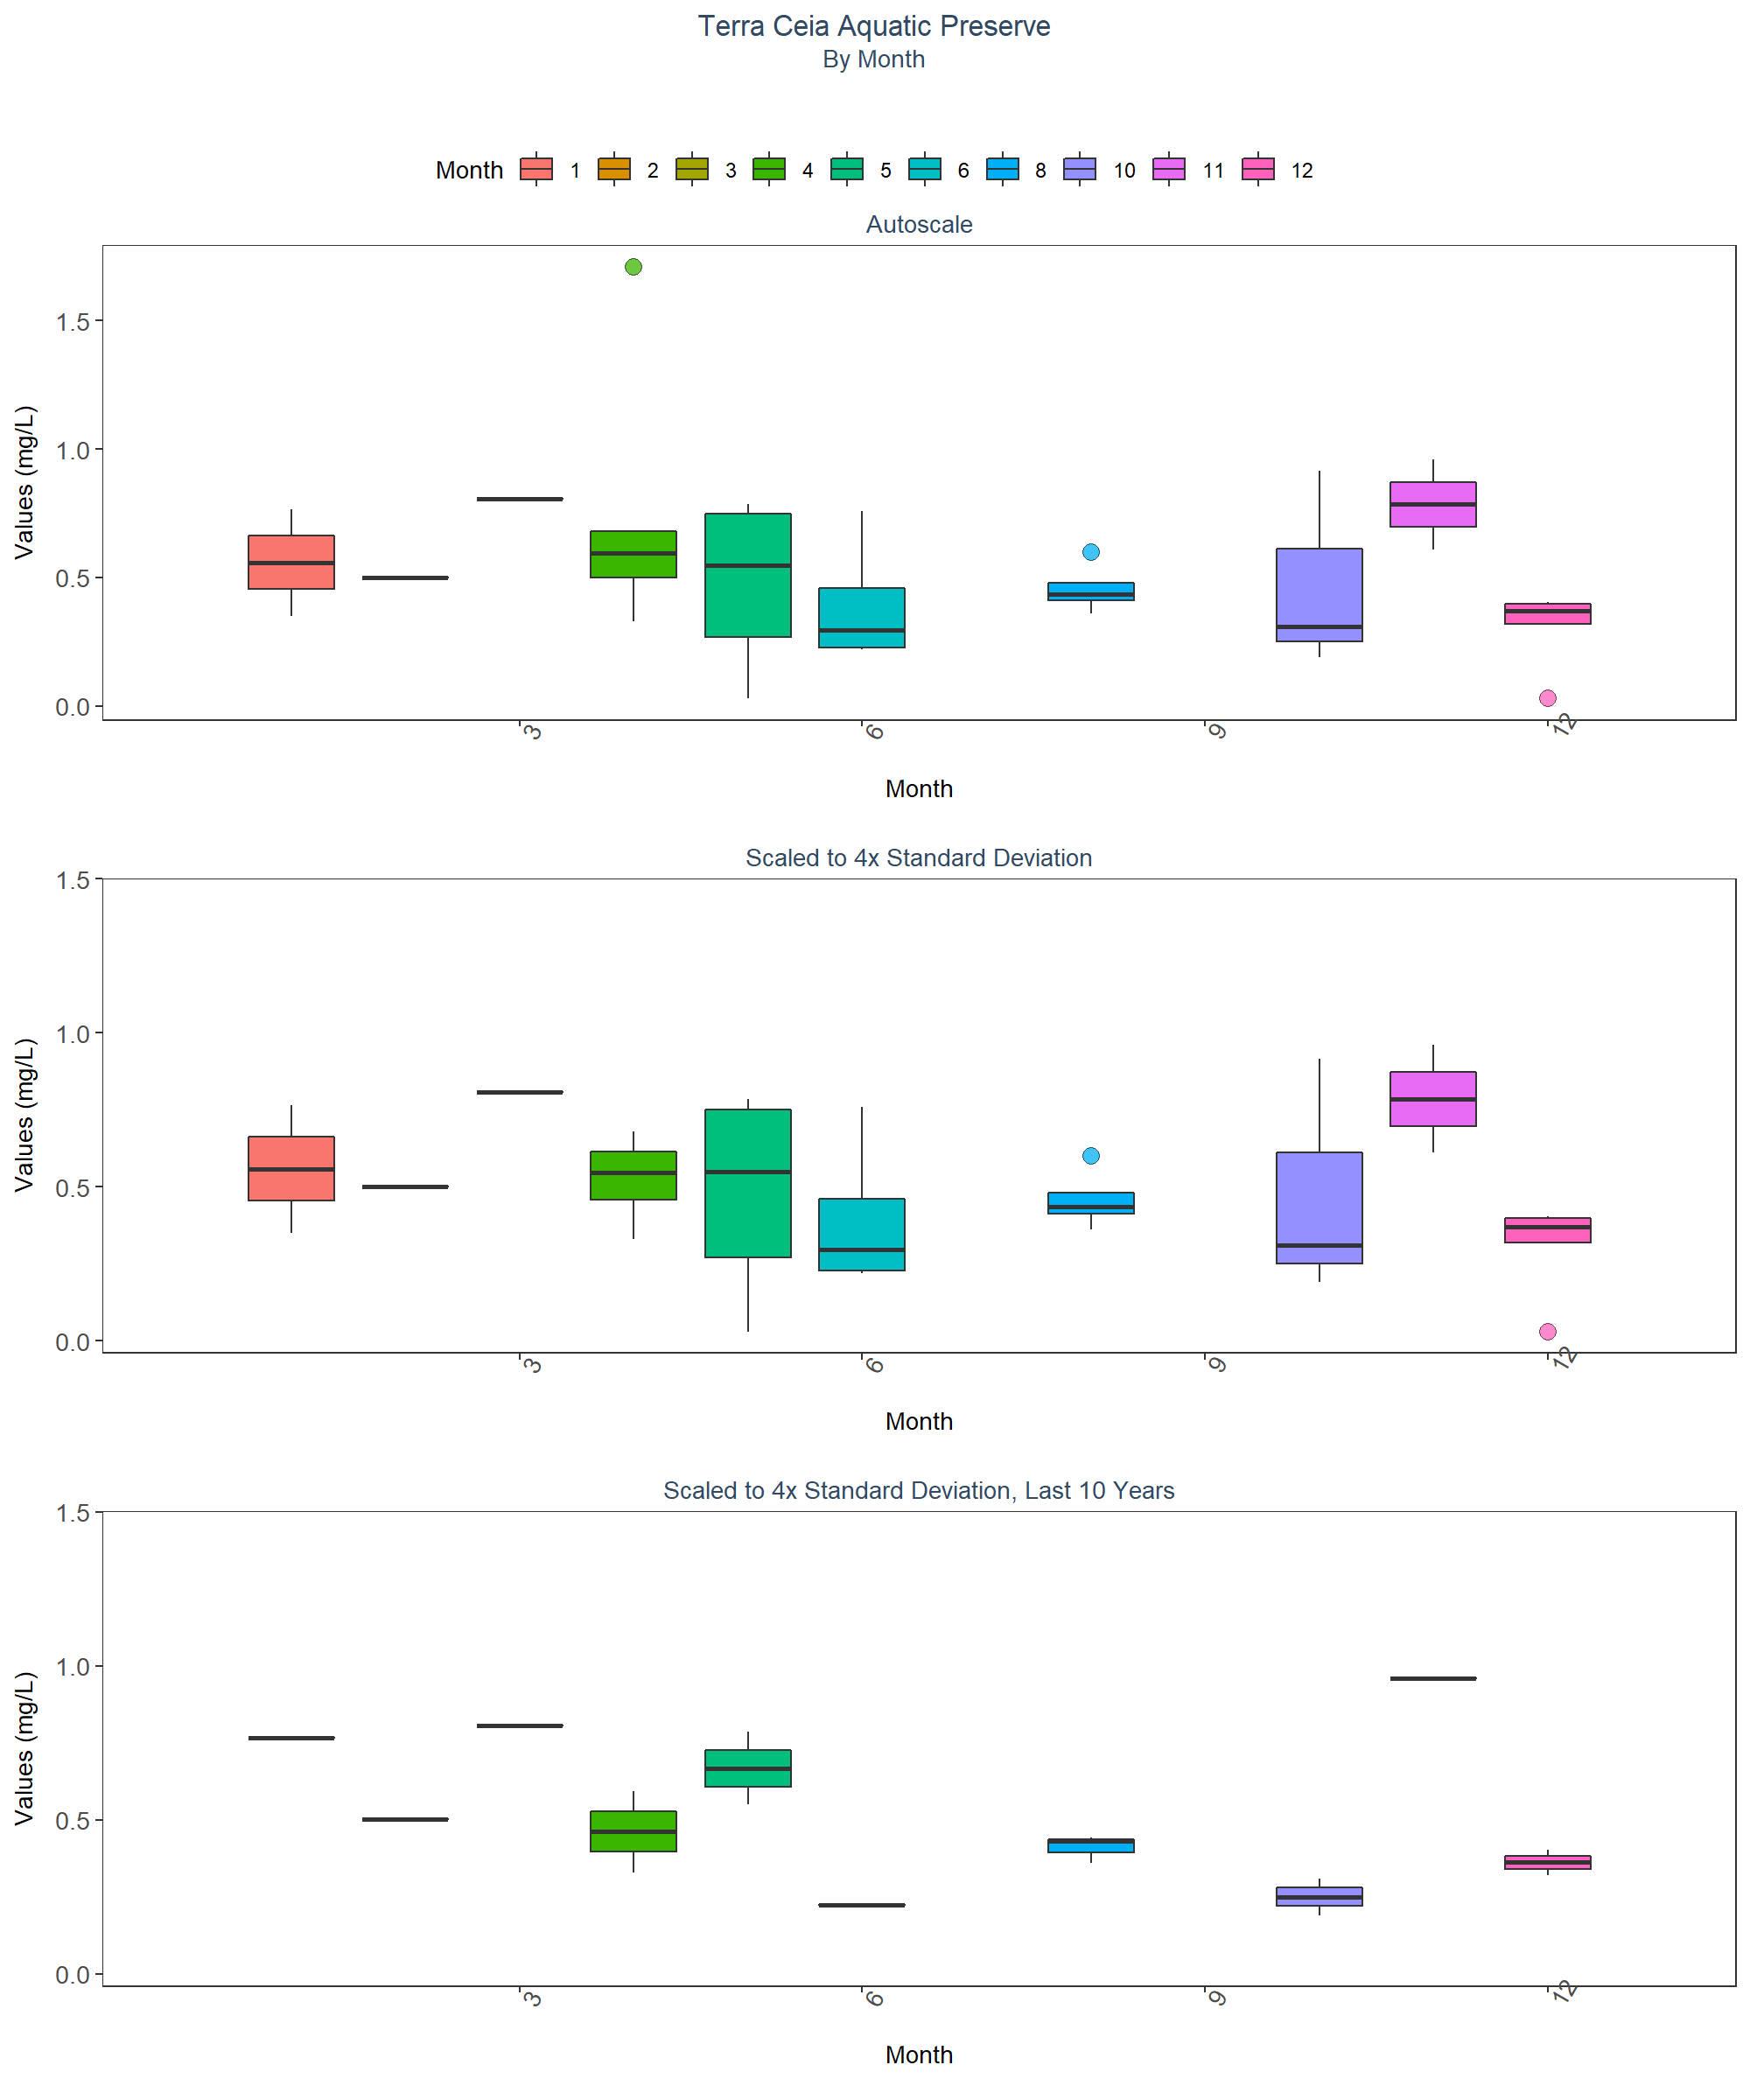 Terra Ceia Aquatic Preserve
By Month
Month 1 2 3 4 5 6 8 10 11 12
Autoscale
Values (mg/L)
1.5
1.0
0.5
0.0
3 6 9 12
Month
Scaled to 4x Standard Deviation
Values (mg/L)
1.5
1.0
0.5
0.0
3 6 9 12
Month
Scaled to 4x Standard Deviation, Last 10 Years
Values (mg/L)
1.5
1.0
0.5
0.0
3 6 9 12
Month